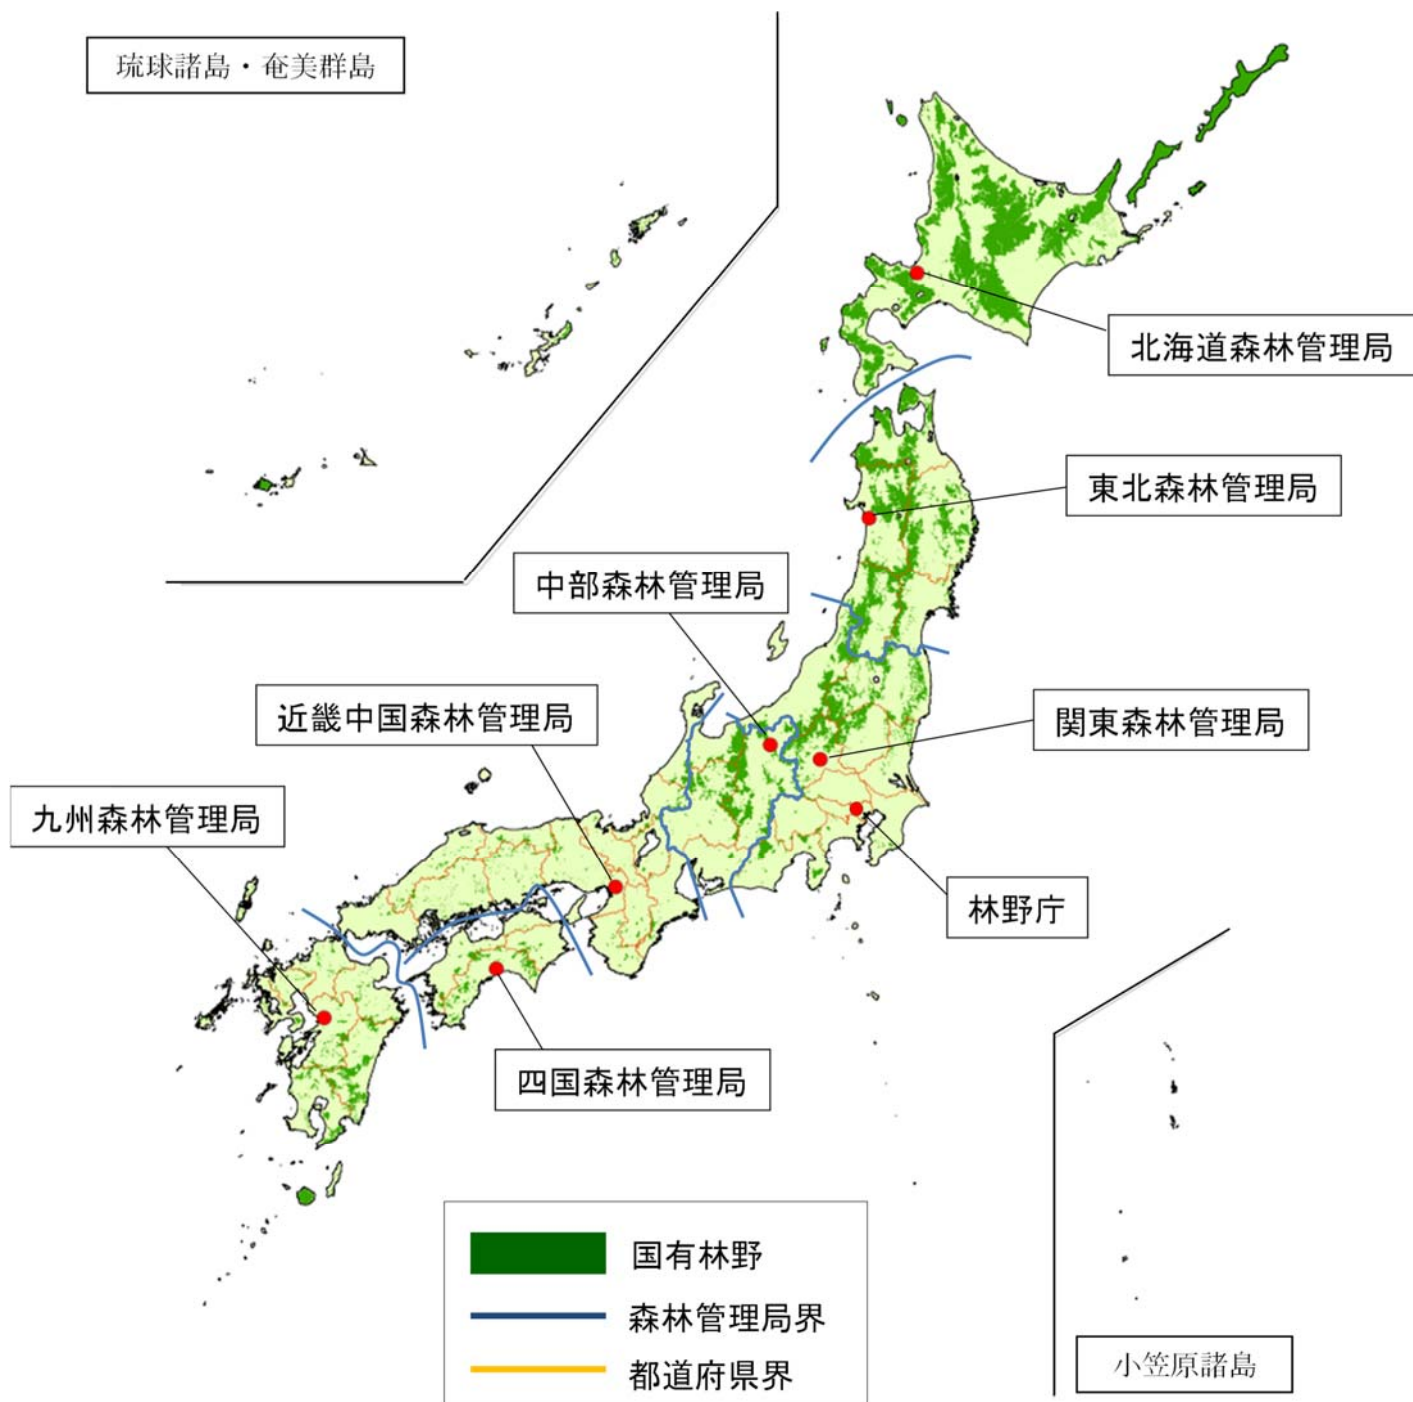 琉球諸島・奄美群島
北海道森林管理局
東北森林管理局
中部森林管理局
近畿中国森林管理局
関東森林管理局
九州森林管理局
林野庁
四国森林管理局
国有林野
森林管理局界
都道府県界
小笠原諸島